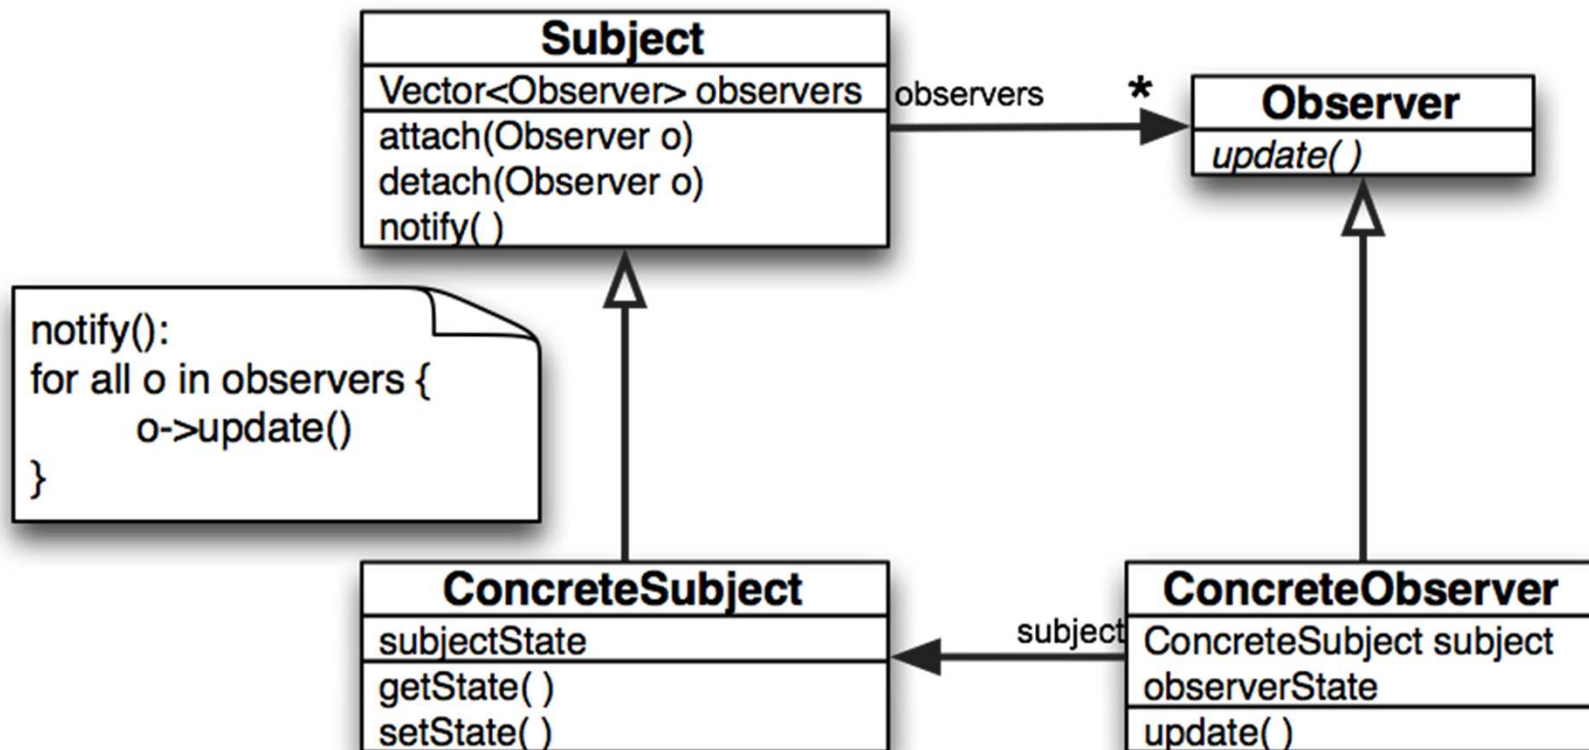 Subject
Vector<Observer> observers
attach(Observer o)
detach(Observer o)
notify( )
observers
*
Observer
update( )
notify():
for all o in observers {
o->update()
}
ConcreteSubject
subjectState
getState( )
setState( )
subject
ConcreteObserver
ConcreteSubject subject
observerState
update( )